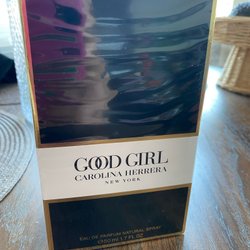 GOOD GIRL
CAROLINA HERRERA
NEW YORK
EAU DE PARFUM NATURAL SPRAY
℮ 50 ml / 1.7 FL. OZ.